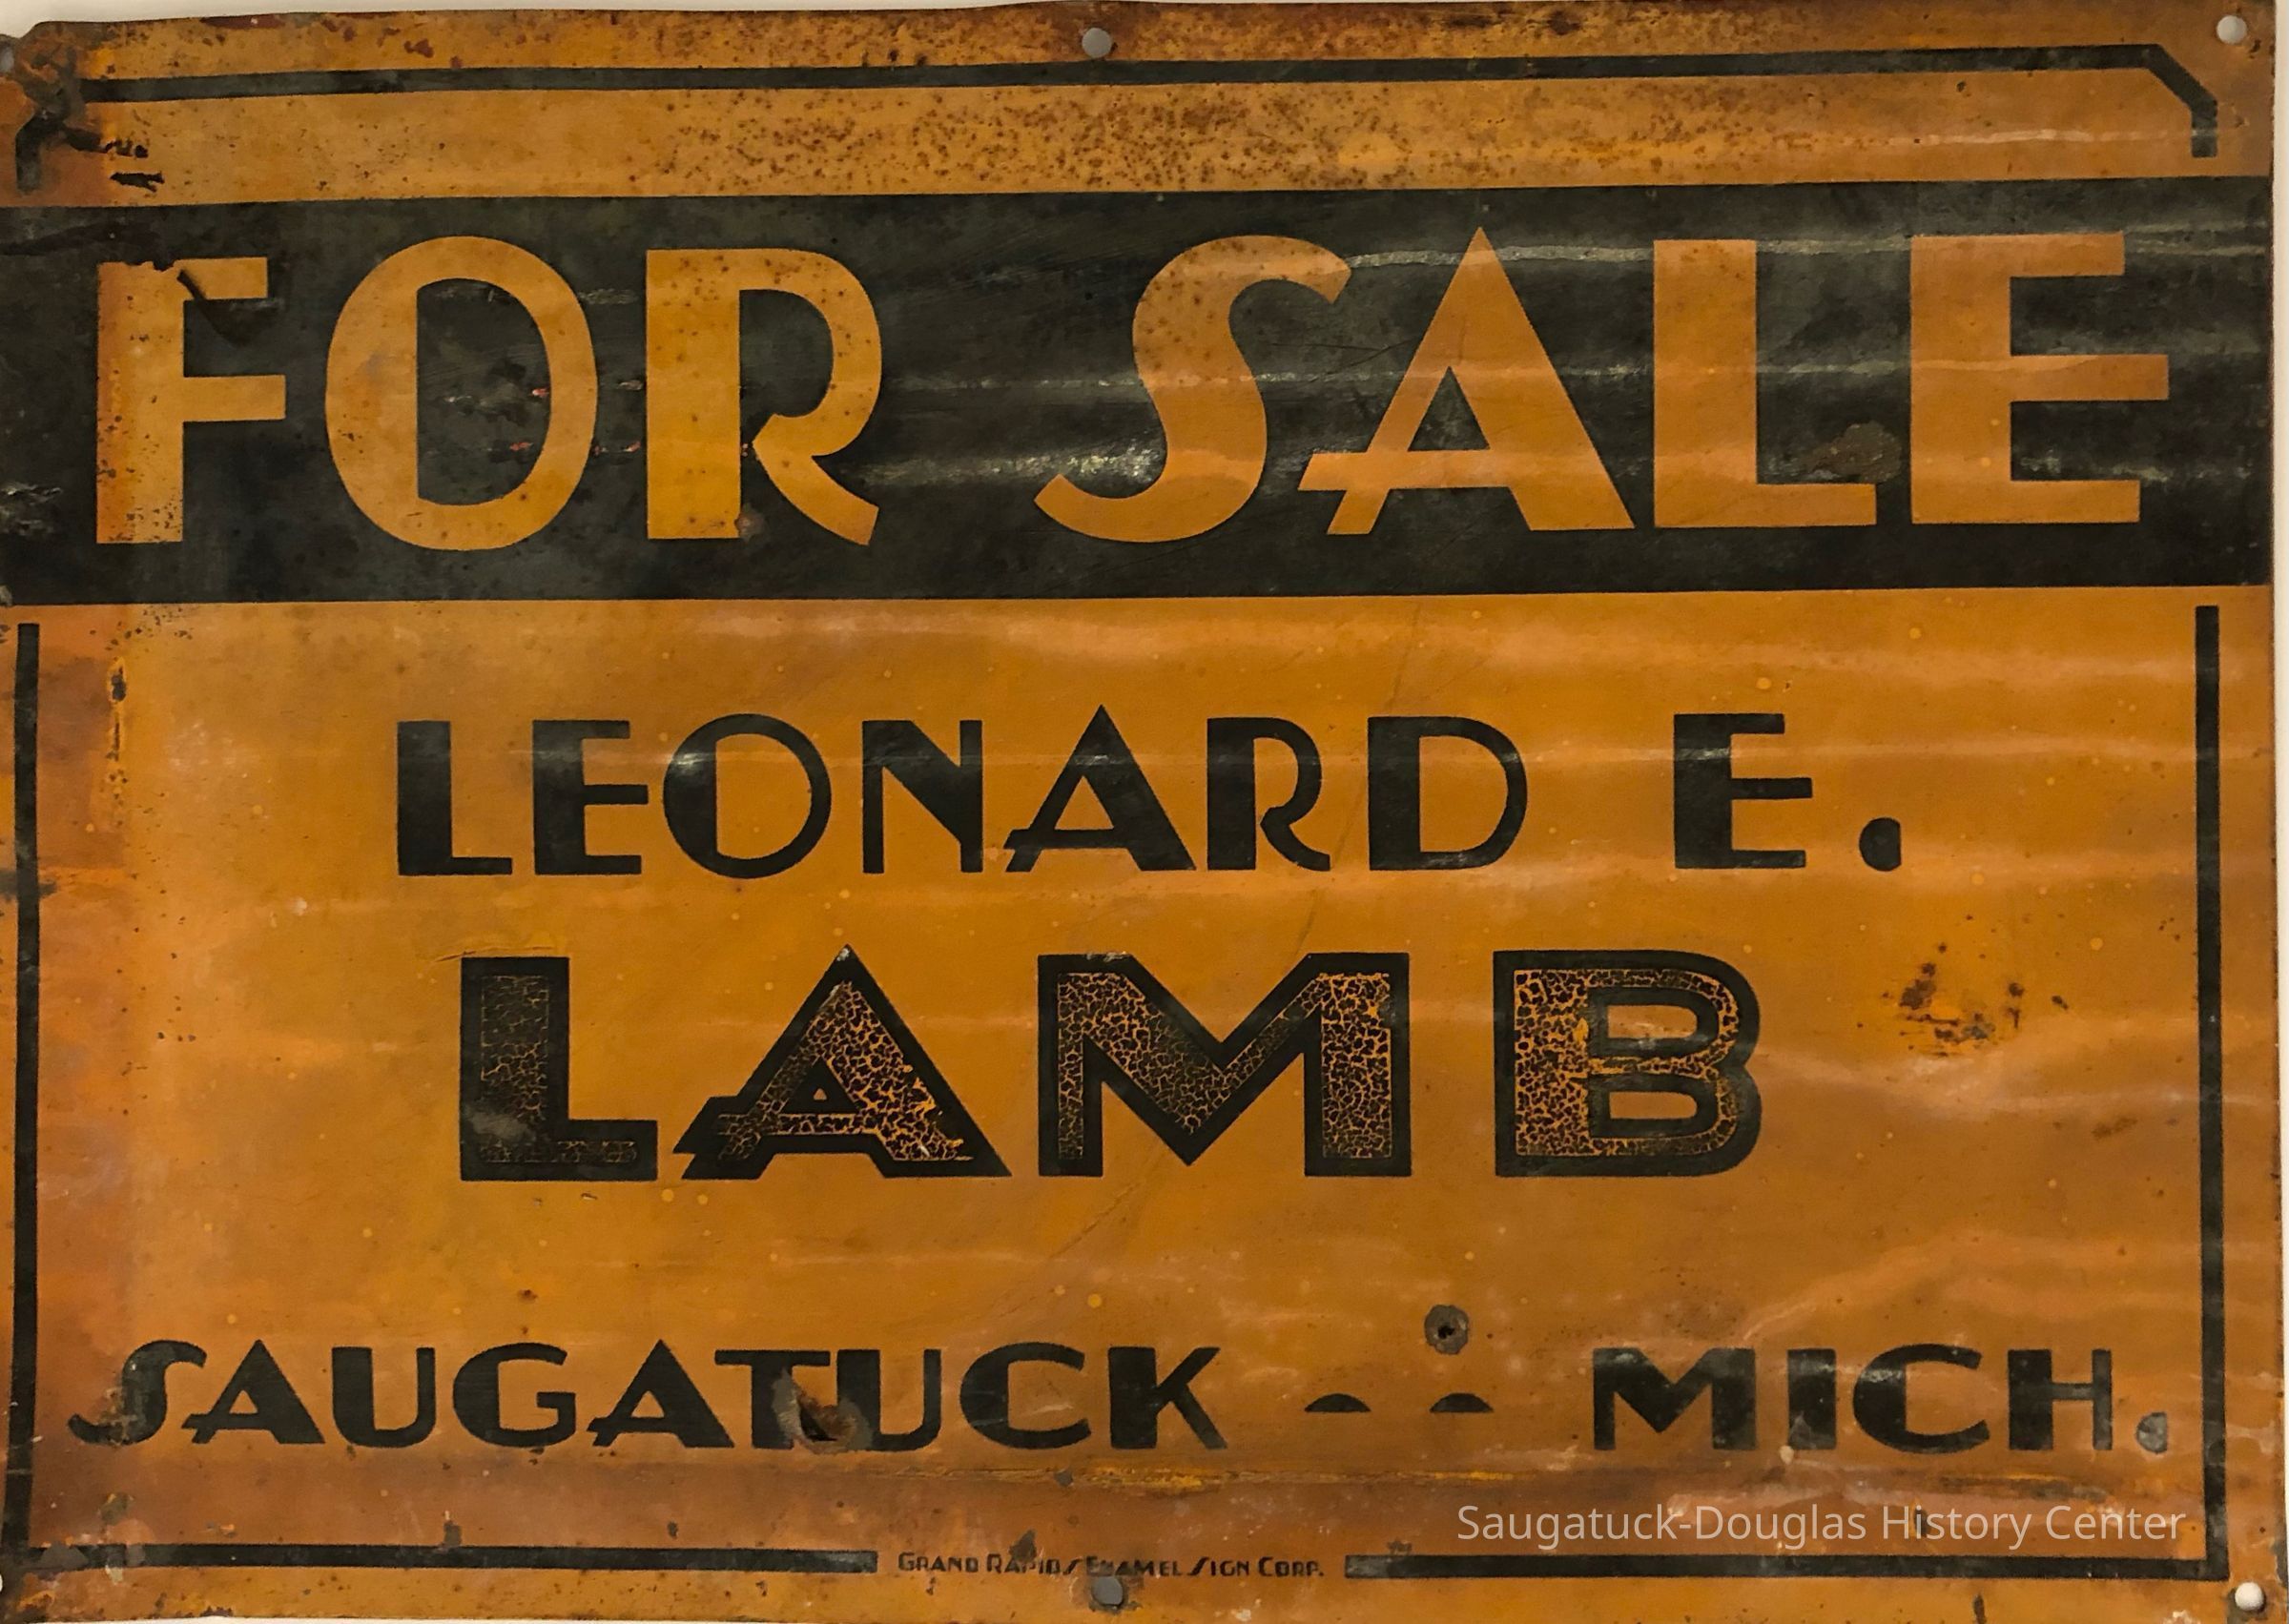 FOR SALE
LEONARD E.
LAMB
SAUGATUCK - - MICH.
GRAND RAPIDS ENAMEL SIGN CORP.
Saugatuck-Douglas History Center